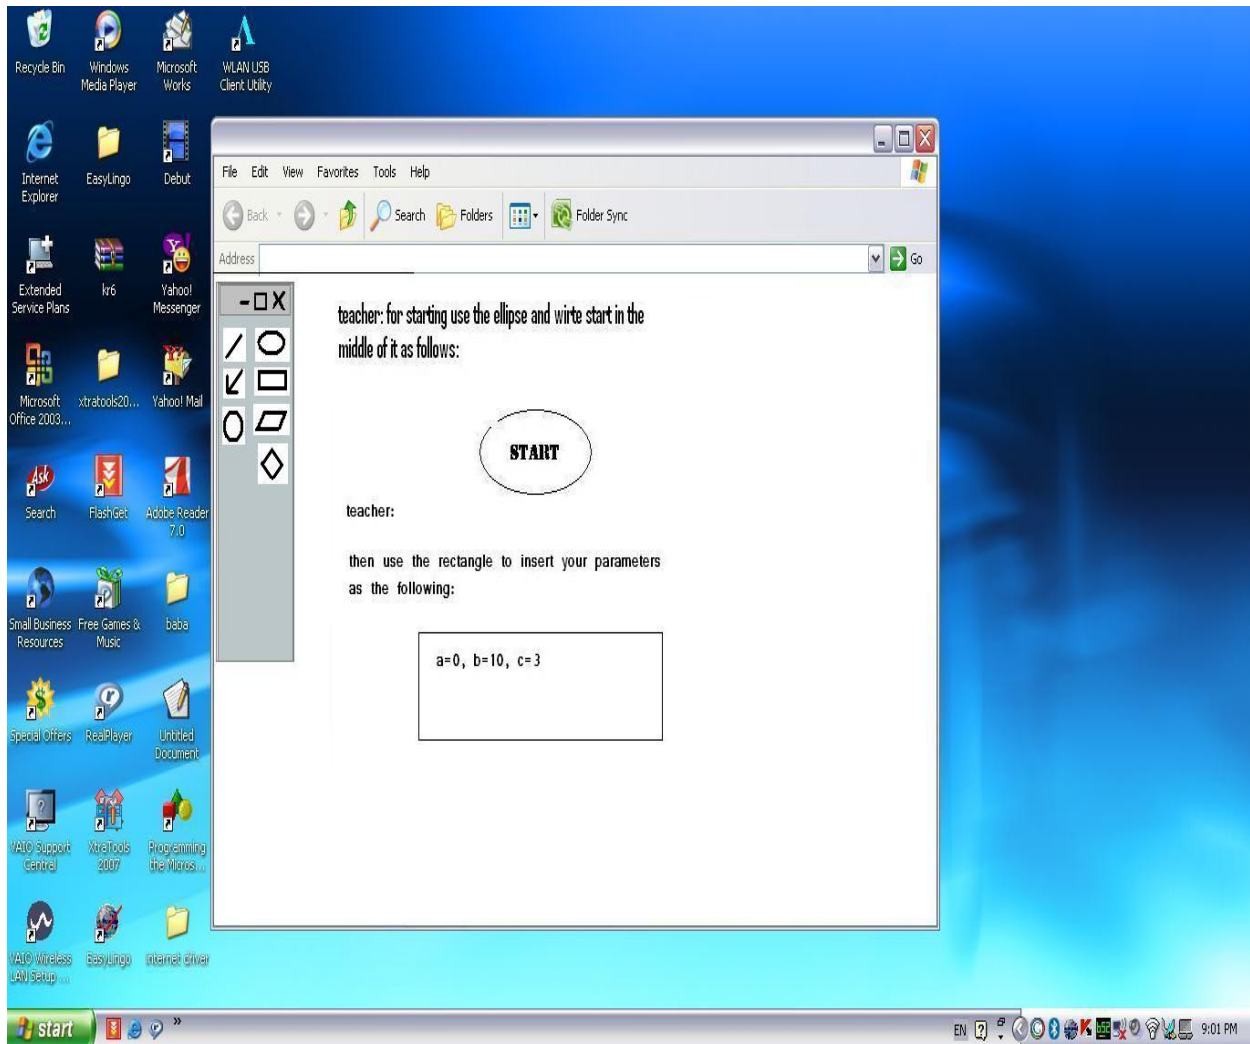 Recycle Bin
Windows Media Player
Microsoft Works
WLAN USB Client Utility
Internet Explorer
EasyLingo
Debut
Extended Service Plans
kr6
Yahoo! Messenger
Microsoft Office 2003...
xtratools20...
Yahoo! Mail
Ask
Search
FlashGet
Adobe Reader 7.0
Small Business Resources
Free Games & Music
baba
Special Offers
RealPlayer
Untitled Document
VAIO Support Central
XtraTools 2007
Programming the Micros...
VAIO Wireless LAN Setup ...
EasyLingo
internet driver
File Edit View Favorites Tools Help
Back Search Folders Folder Sync
Address Go
teacher: for starting use the ellipse and wirte start in the
middle of it as follows:
START
teacher:
then use the rectangle to insert your parameters
as the following:
a=0, b=10, c=3
start
EN 9:01 PM